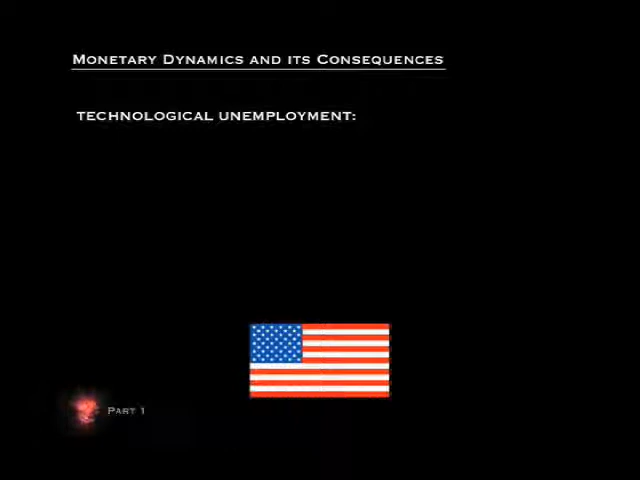 Monetary Dynamics and its Consequences
TECHNOLOGICAL UNEMPLOYMENT:
Part 1